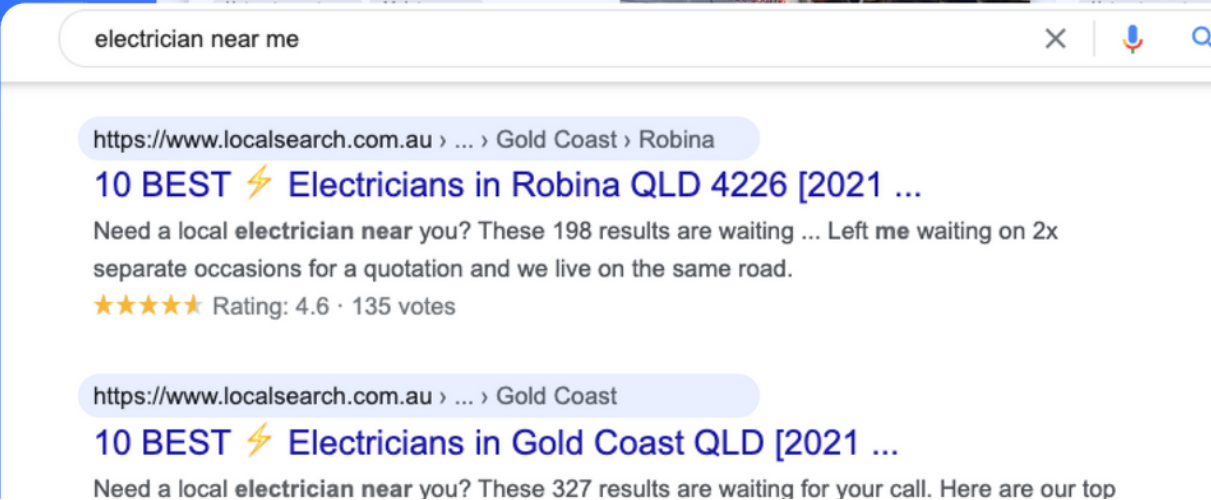 electrician near me
https://www.localsearch.com.au › ... › Gold Coast › Robina
10 BEST ⚡ Electricians in Robina QLD 4226 [2021 ...
Need a local electrician near you? These 198 results are waiting ... Left me waiting on 2x
separate occasions for a quotation and we live on the same road.
Rating: 4.6 · 135 votes
https://www.localsearch.com.au › ... › Gold Coast
10 BEST ⚡ Electricians in Gold Coast QLD [2021 ...
Need a local electrician near you? These 327 results are waiting for your call. Here are our top